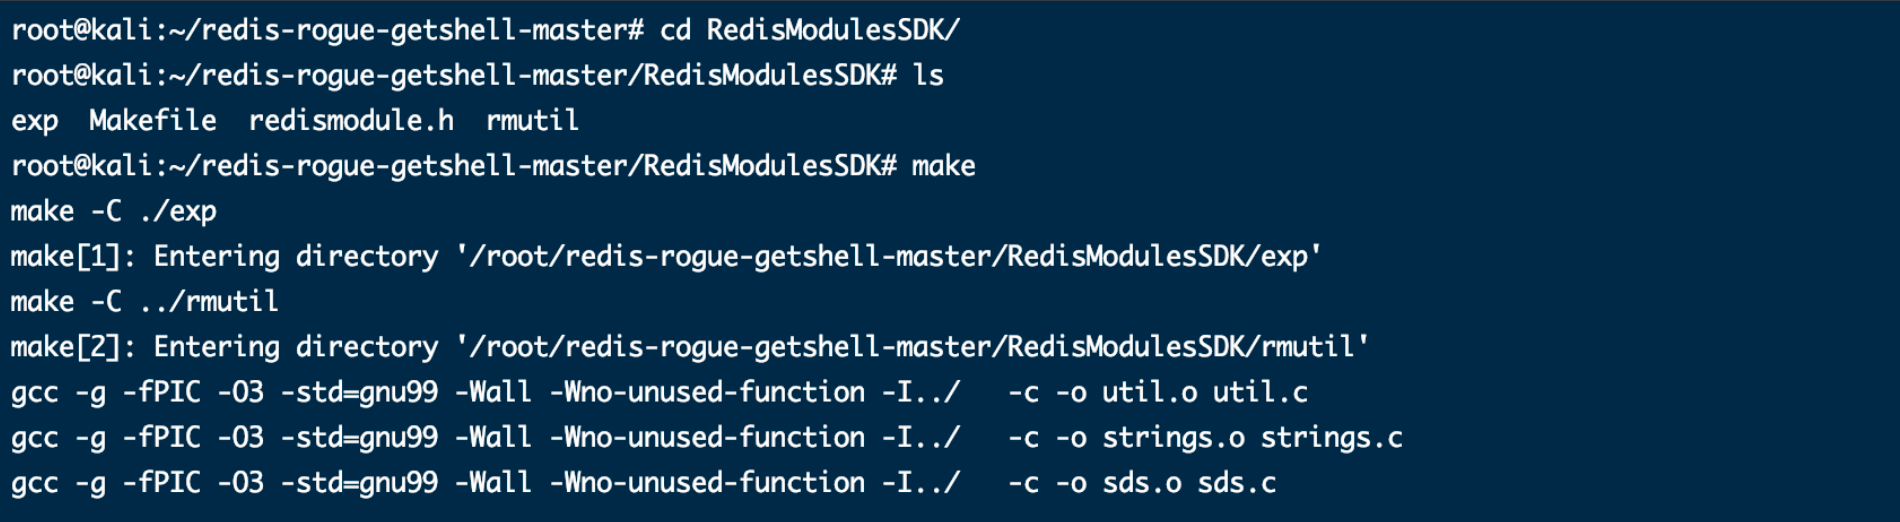 root@kali:~/redis-rogue-getshell-master# cd RedisModulesSDK/
root@kali:~/redis-rogue-getshell-master/RedisModulesSDK# ls
exp  Makefile  redismodule.h  rmutil
root@kali:~/redis-rogue-getshell-master/RedisModulesSDK# make
make -C ./exp
make[1]: Entering directory '/root/redis-rogue-getshell-master/RedisModulesSDK/exp'
make -C ../rmutil
make[2]: Entering directory '/root/redis-rogue-getshell-master/RedisModulesSDK/rmutil'
gcc -g -fPIC -O3 -std=gnu99 -Wall -Wno-unused-function -I../   -c -o util.o util.c
gcc -g -fPIC -O3 -std=gnu99 -Wall -Wno-unused-function -I../   -c -o strings.o strings.c
gcc -g -fPIC -O3 -std=gnu99 -Wall -Wno-unused-function -I../   -c -o sds.o sds.c